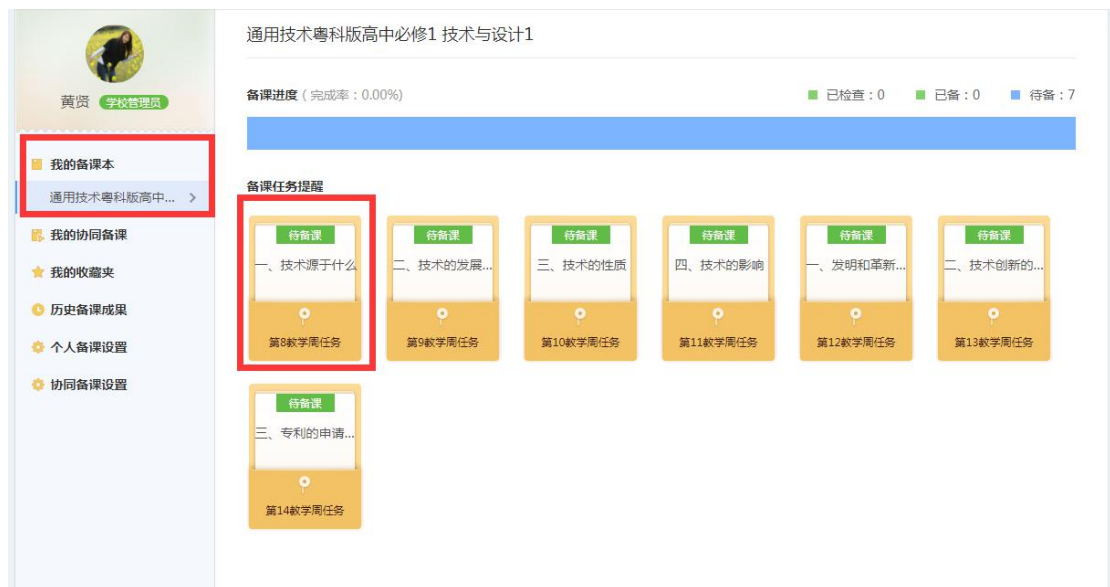 通用技术粤科版高中必修1 技术与设计1
黄贤 学校管理员
备课进度 ( 完成率：0.00%)
已检查：0 已备：0 待备：7
我的备课本
通用技术粤科版高中... >
我的协同备课
我的收藏夹
历史备课成果
个人备课设置
协同备课设置
备课任务提醒
待备课 待备课 待备课 待备课 待备课 待备课
一、技术源于什么 二、技术的发展... 三、技术的性质 四、技术的影响 一、发明和革新... 二、技术创新的...
第8教学周任务 第9教学周任务 第10教学周任务 第11教学周任务 第12教学周任务 第13教学周任务
待备课
三、专利的申请...
第14教学周任务